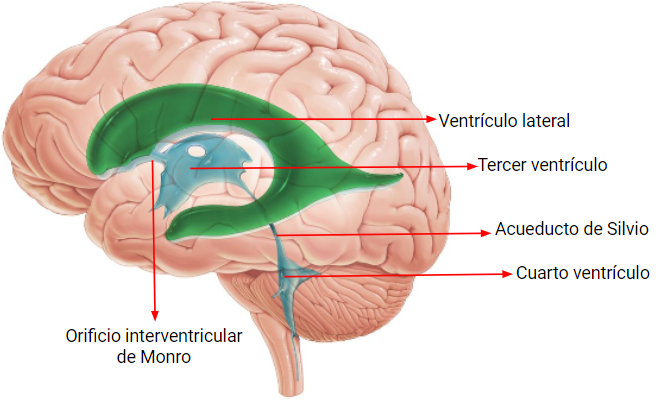 Ventrículo lateral
Tercer ventrículo
Acueducto de Silvio
Cuarto ventrículo
Orificio interventricular
de Monro